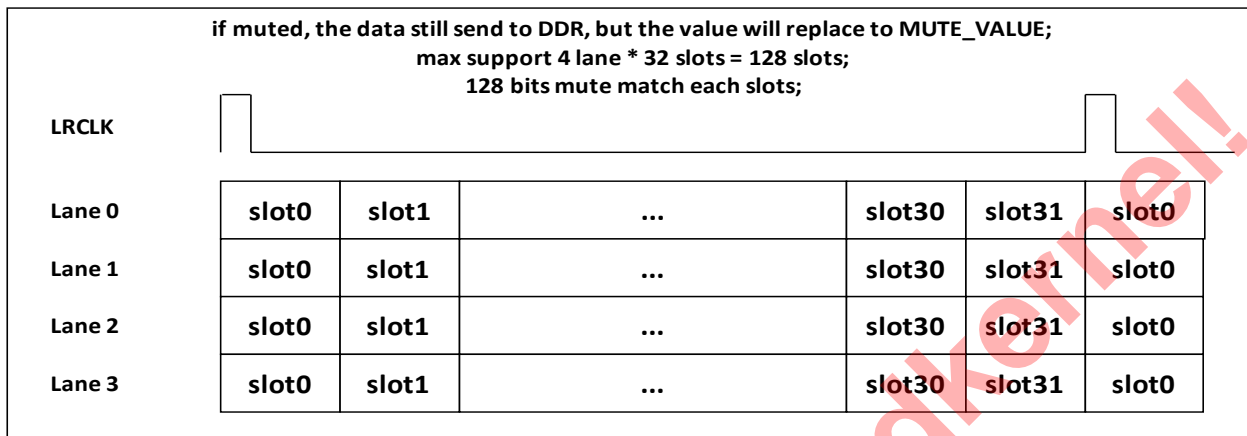 if muted, the data still send to DDR, but the value will replace to MUTE_VALUE;
max support 4 lane * 32 slots = 128 slots;
128 bits mute match each slots;
LRCLK
Lane 0 slot0 slot1 ... slot30 slot31 slot0
Lane 1 slot0 slot1 ... slot30 slot31 slot0
Lane 2 slot0 slot1 ... slot30 slot31 slot0
Lane 3 slot0 slot1 ... slot30 slot31 slot0
dkernel!